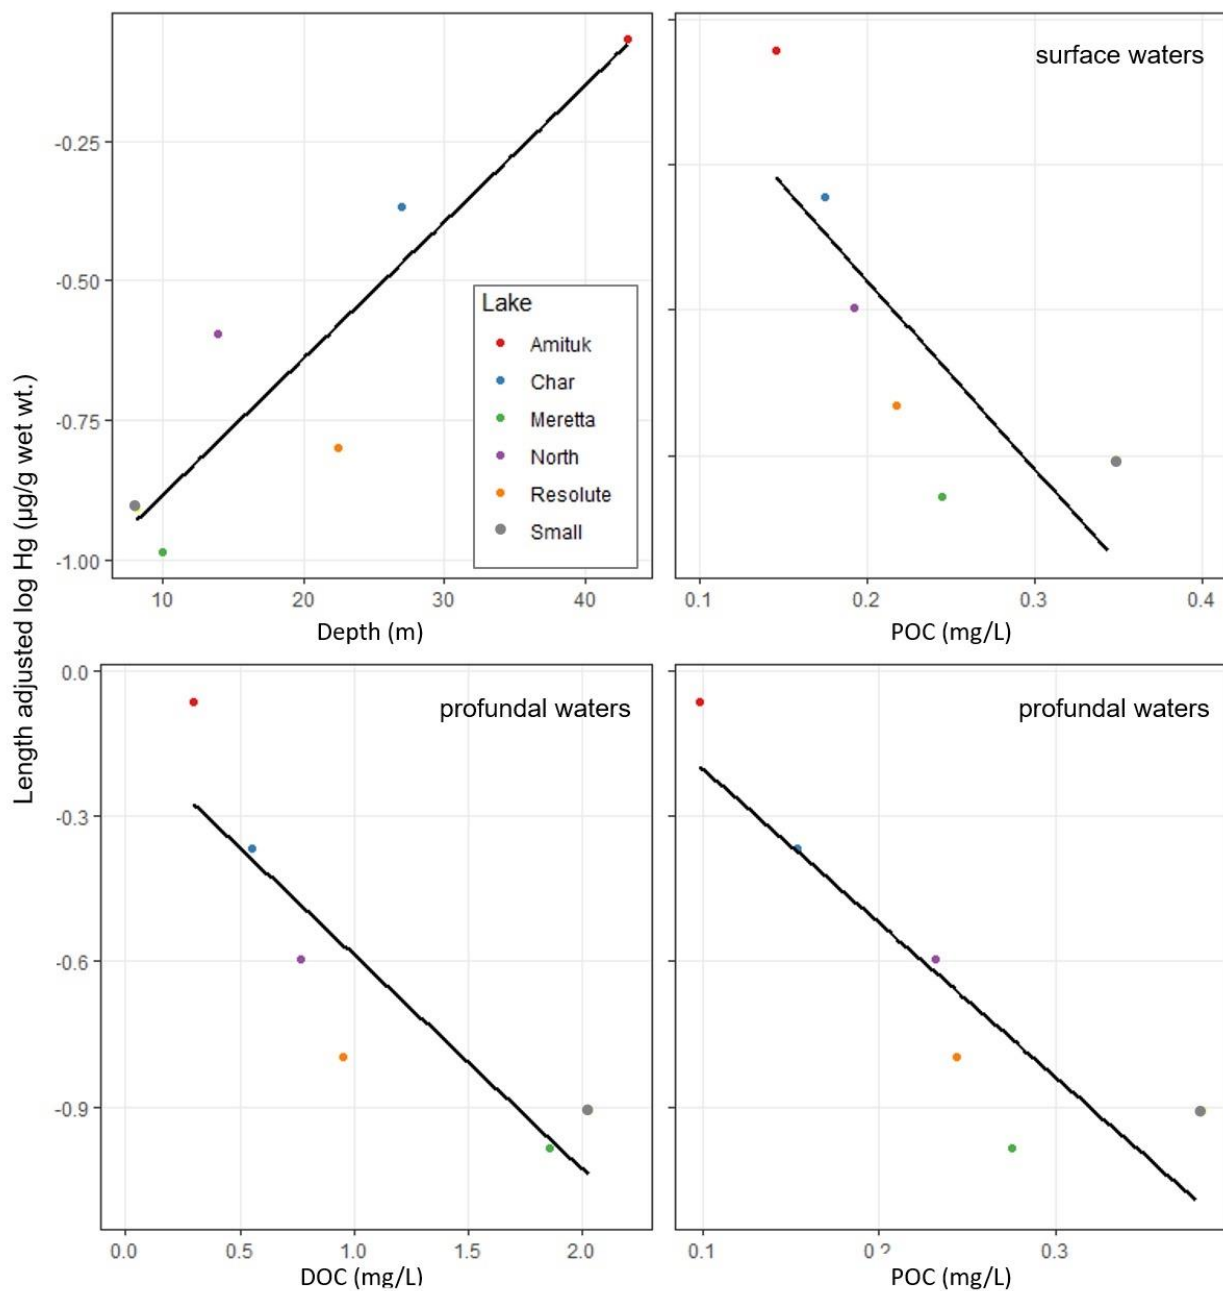 Length adjusted log Hg (µg/g wet wt.)
-0.25
-0.50
-0.75
-1.00
10 20 30 40
Depth (m)
Lake
Amituk
Char
Meretta
North
Resolute
Small
surface waters
0.1 0.2 0.3 0.4
POC (mg/L)
0.0
-0.3
-0.6
-0.9
profundal waters
0.0 0.5 1.0 1.5 2.0
DOC (mg/L)
profundal waters
0.1 0.2 0.3
POC (mg/L)